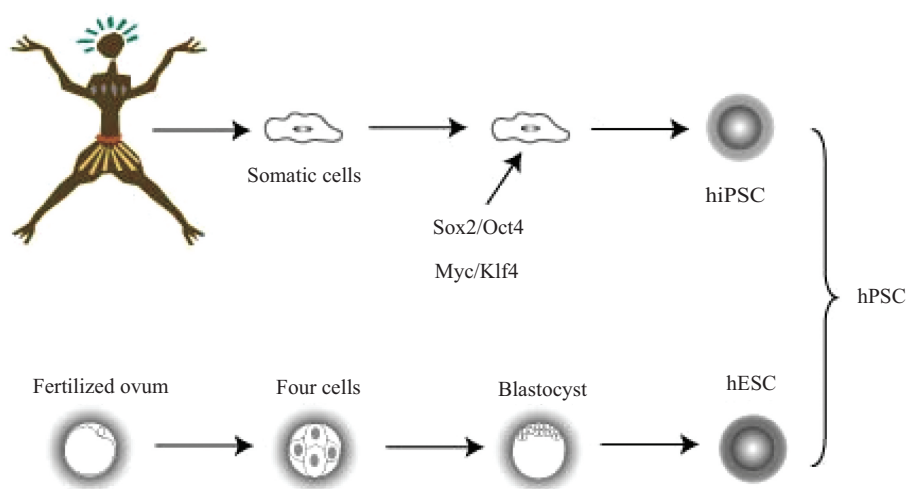 Somatic cells
hiPSC
Sox2/Oct4
Myc/Klf4
hPSC
Fertilized ovum
Four cells
Blastocyst
hESC